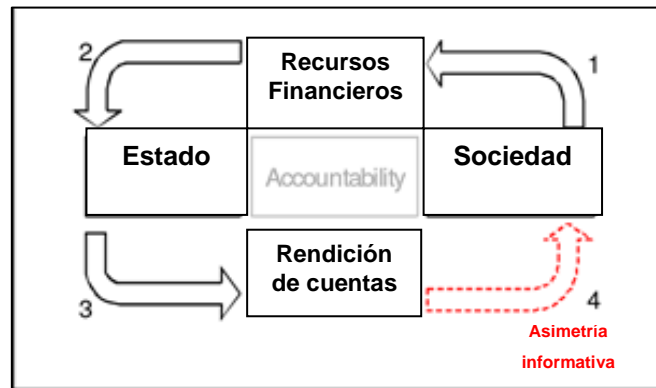 2
Recursos
Financieros
1
Estado
Accountability
Sociedad
Rendición
de cuentas
3
4
Asimetría
informativa